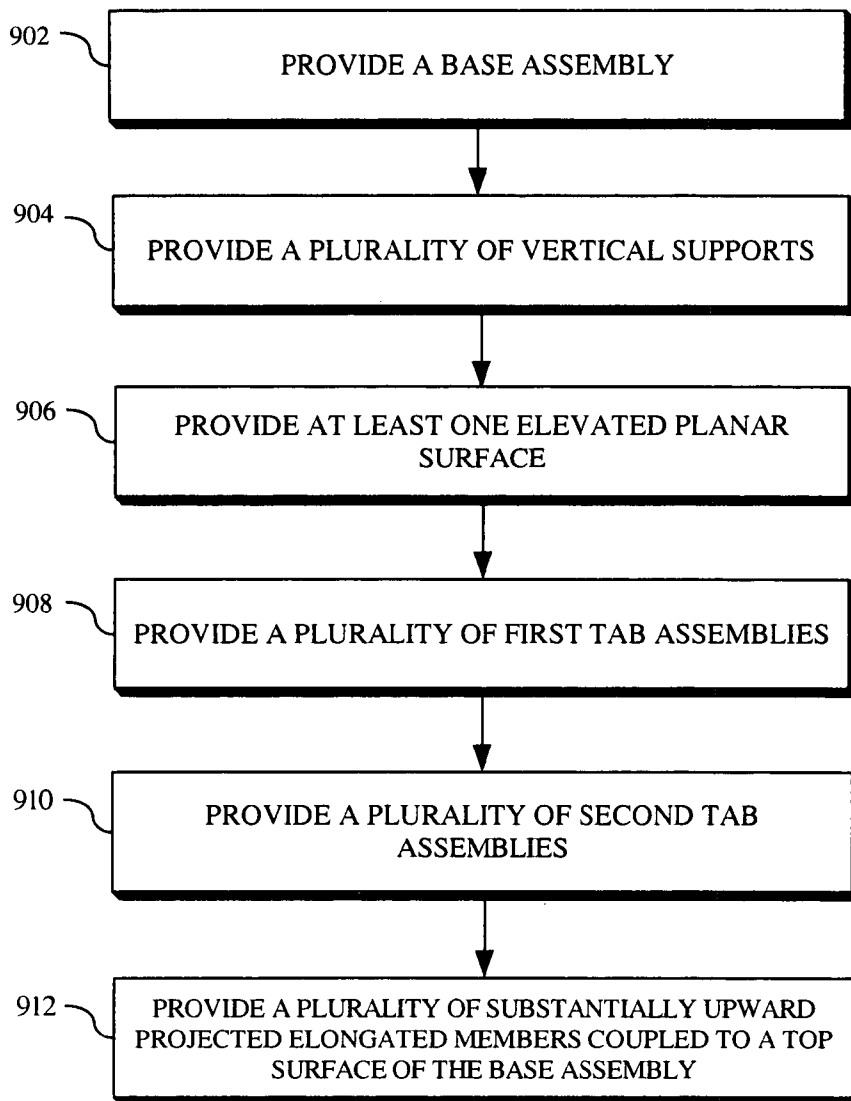 902
PROVIDE A BASE ASSEMBLY
904
PROVIDE A PLURALITY OF VERTICAL SUPPORTS
906
PROVIDE AT LEAST ONE ELEVATED PLANAR
SURFACE
908
PROVIDE A PLURALITY OF FIRST TAB ASSEMBLIES
910
PROVIDE A PLURALITY OF SECOND TAB
ASSEMBLIES
912
PROVIDE A PLURALITY OF SUBSTANTIALLY UPWARD
PROJECTED ELONGATED MEMBERS COUPLED TO A TOP
SURFACE OF THE BASE ASSEMBLY